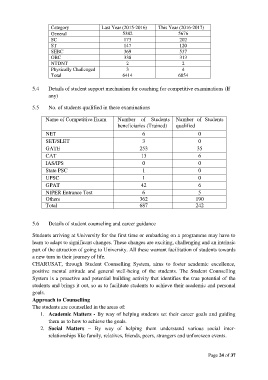 Category Last Year (2015-2016) This Year (2016-2017)
General 5302 5676
SC 173 202
ST 117 120
SEBC 369 537
OBC 338 313
NTDNT 2 2
Physically Challenged 3 4
Total 6414 6854
5.4 Details of student support mechanism for coaching for competitive examinations (If
any)
5.5 No. of students qualified in these examinations
Name of Competitive Exam Number of Students beneficiaries (Trained) Number of Students qualified
NET 6 0
SET/SLET 3 0
GATE 255 35
CAT 13 6
IAS/IPS 0 0
State PSC 1 0
UPSC 1 0
GPAT 42 6
NIPER Entrance Test 6 5
Others 362 190
Total 687 242
5.6 Details of student counseling and career guidance
Students arriving at University for the first time or embarking on a programme may have to
learn to adapt to significant changes. These changes are exciting, challenging and an intrinsic
part of the attraction of going to University. All these warrant facilitation of students towards
a new turn in their journey of life.
CHARUSAT, through Student Counselling System, aims to foster academic excellence,
positive mental attitude and general well-being of the students. The Student Counselling
System is a proactive and potential building activity that identifies the true potential of the
students and brings it out, so as to facilitate students to achieve their academic and personal
goals.
Approach to Counselling
The students are counselled in the areas of:
1. Academic Matters - By way of helping students set their career goals and guiding
them as to how to achieve the goals.
2. Social Matters – By way of helping them understand various social inter-
relationships like family, relatives, friends, peers, strangers and unforeseen events.
Page 24 of 37